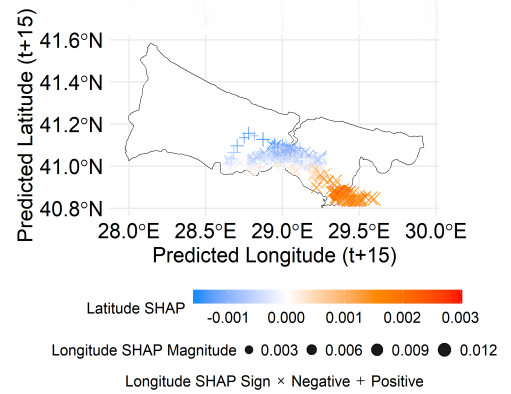 Predicted Latitude (t+15)
41.6°N
41.4°N
41.2°N
41.0°N
40.8°N
28.0°E 28.5°E 29.0°E 29.5°E 30.0°E
Predicted Longitude (t+15)
Latitude SHAP
-0.001 0.000 0.001 0.002 0.003
Longitude SHAP Magnitude 0.003 0.006 0.009 0.012
Longitude SHAP Sign × Negative + Positive